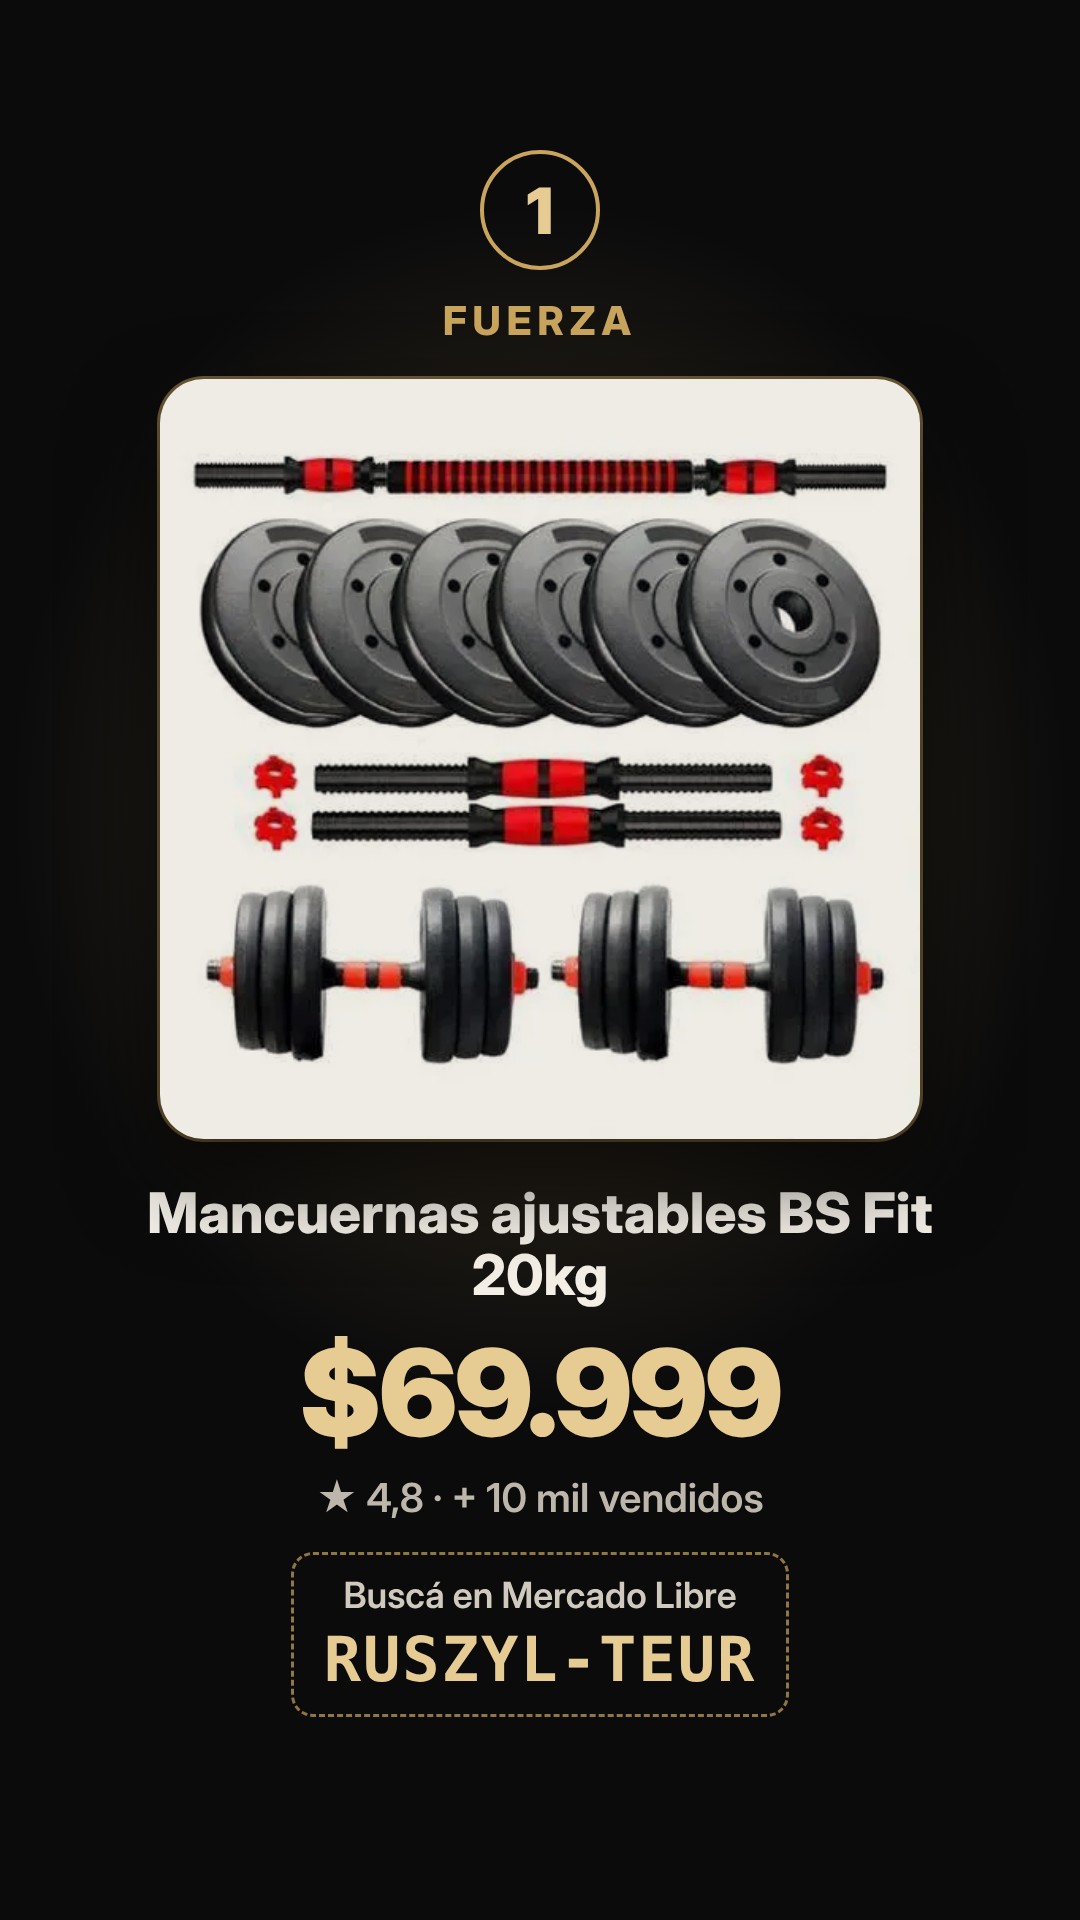 1
FUERZA
Mancuernas ajustables BS Fit
20kg
$69.999
★ 4,8 · + 10 mil vendidos
Buscá en Mercado Libre
RUSZYL-TEUR